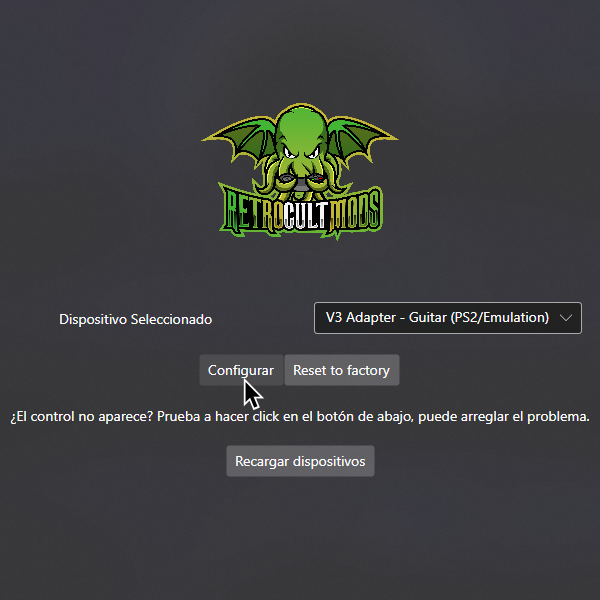 RETROCULTMODS
Dispositivo Seleccionado
V3 Adapter - Guitar (PS2/Emulation)
Configurar
Reset to factory
¿El control no aparece? Prueba a hacer click en el botón de abajo, puede arreglar el problema.
Recargar dispositivos